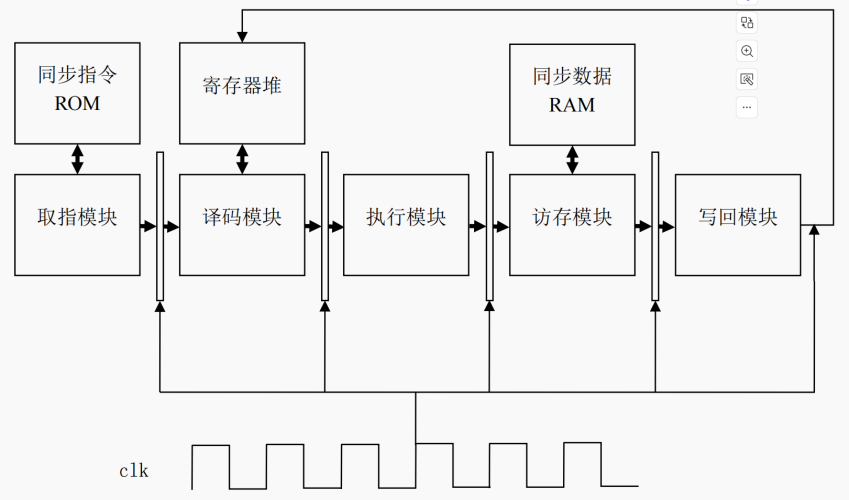 同步指令
ROM
寄存器堆
同步数据
RAM
取指模块
译码模块
执行模块
访存模块
写回模块
clk